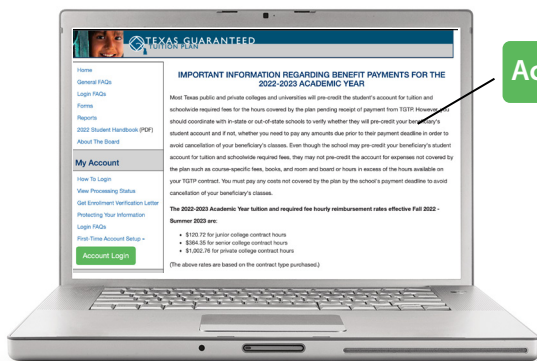 TEXAS GUARANTEED
TUITION PLAN
Home
General FAQs
Login FAQs
Forms
Reports
2022 Student Handbook (PDF)
About The Board
My Account
How To Login
View Processing Status
Get Enrollment Verification Letter
Protecting Your Information
Login FAQs
First-Time Account Setup »
Account Login
IMPORTANT INFORMATION REGARDING BENEFIT PAYMENTS FOR THE
2022-2023 ACADEMIC YEAR
Most Texas public and private colleges and universities will pre-credit the student's account for tuition and
schoolwide required fees for the hours covered by the plan pending receipt of payment from TGTP. However, you
should coordinate with in-state or out-of-state schools to verify whether they will pre-credit your beneficiary's
student account and if not, whether you need to pay any amounts due prior to their payment deadline in order to
avoid cancellation of your beneficiary's classes. Even though the school may pre-credit your beneficiary's student
account for tuition and schoolwide required fees, they may not pre-credit the account for expenses not covered by
the plan such as course-specific fees, books, and room and board or hours in excess of the hours available on
your TGTP contract. You must pay any costs not covered by the plan by the school's payment deadline to avoid
cancellation of your beneficiary's classes.
The 2022-2023 Academic Year tuition and required fee hourly reimbursement rates effective Fall 2022 -
Summer 2023 are:
• $120.72 for junior college contract hours
• $364.35 for senior college contract hours
• $1,002.76 for private college contract hours
(The above rates are based on the contract type purchased.)
Ac